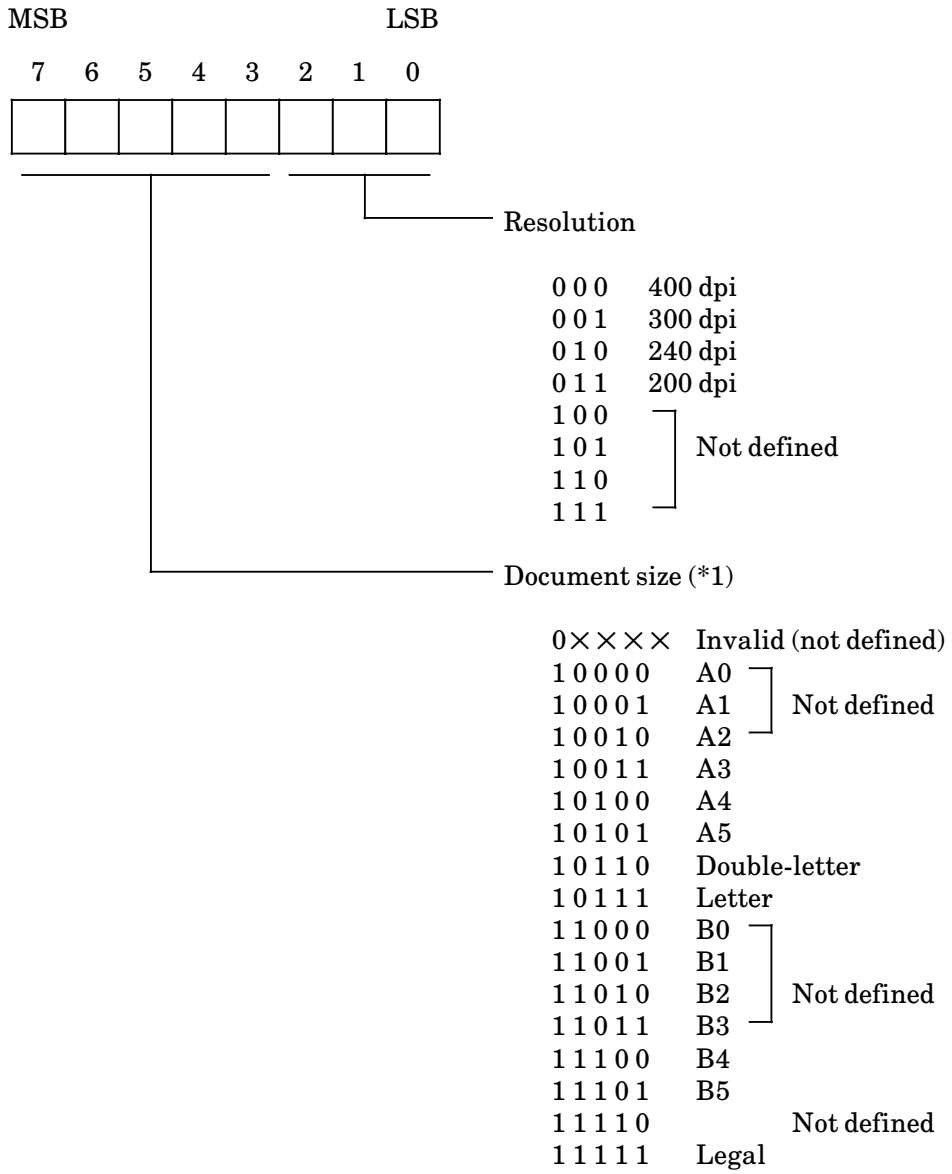 MSB LSB
7 6 5 4 3 2 1 0
Resolution
0 0 0 400 dpi
0 0 1 300 dpi
0 1 0 240 dpi
0 1 1 200 dpi
1 0 0
1 0 1 Not defined
1 1 0
1 1 1
Document size (*1)
0 × × × × Invalid (not defined)
1 0 0 0 0 A0
1 0 0 0 1 A1 Not defined
1 0 0 1 0 A2
1 0 0 1 1 A3
1 0 1 0 0 A4
1 0 1 0 1 A5
1 0 1 1 0 Double-letter
1 0 1 1 1 Letter
1 1 0 0 0 B0
1 1 0 0 1 B1
1 1 0 1 0 B2 Not defined
1 1 0 1 1 B3
1 1 1 0 0 B4
1 1 1 0 1 B5
1 1 1 1 0 Not defined
1 1 1 1 1 Legal